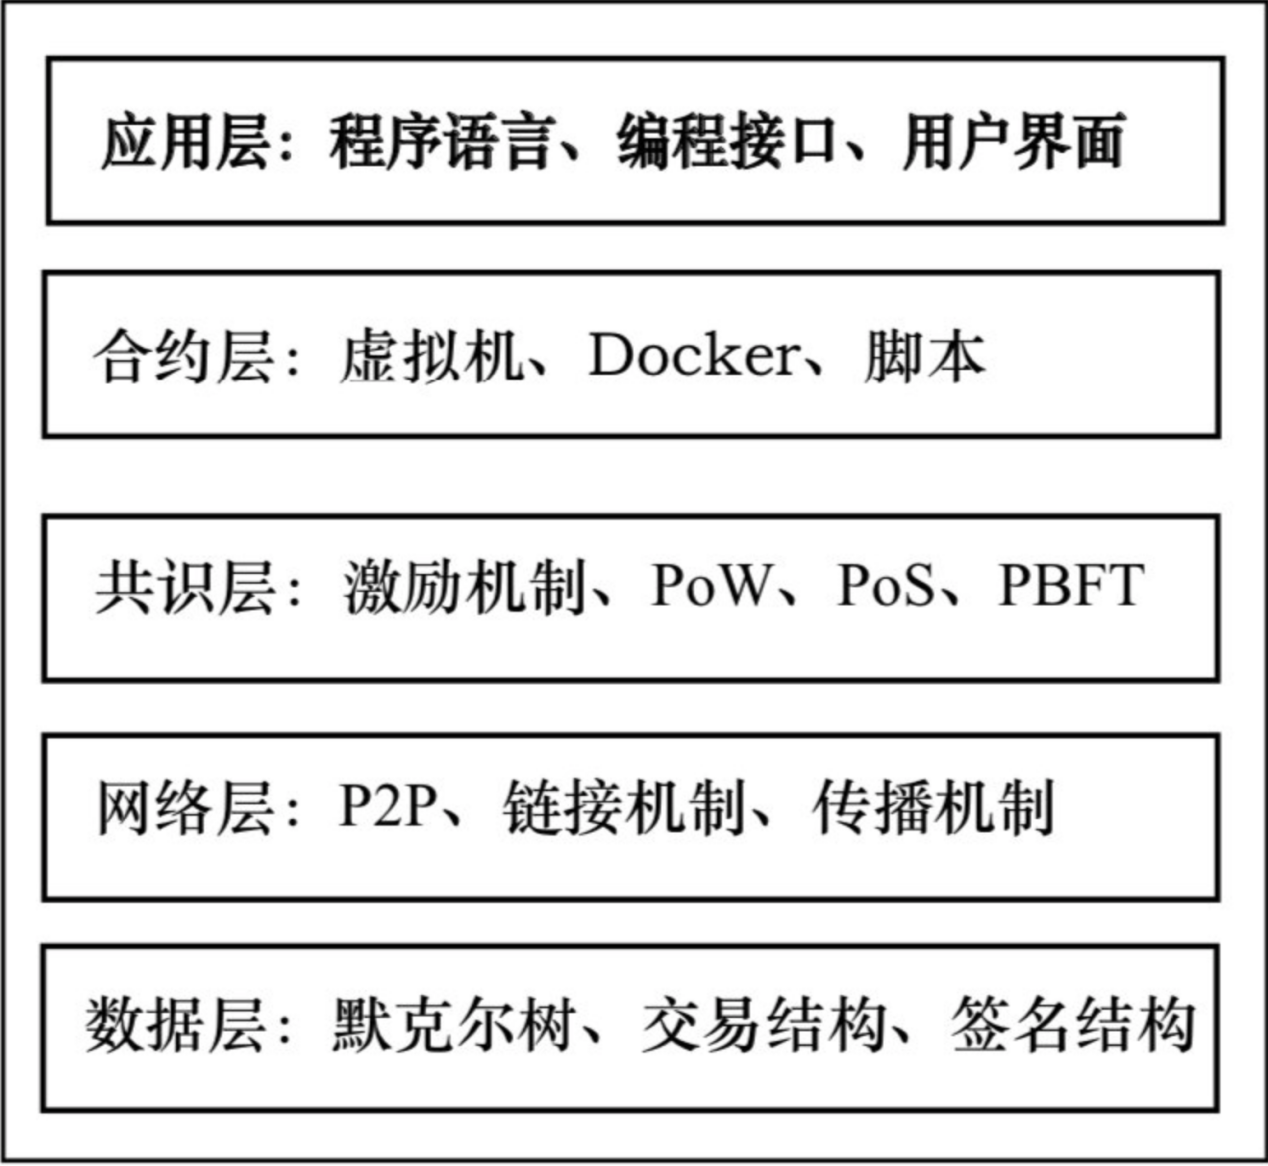 应用层：程序语言、编程接口、用户界面
合约层：虚拟机、Docker、脚本
共识层：激励机制、PoW、PoS、PBFT
网络层：P2P、链接机制、传播机制
数据层：默克尔树、交易结构、签名结构